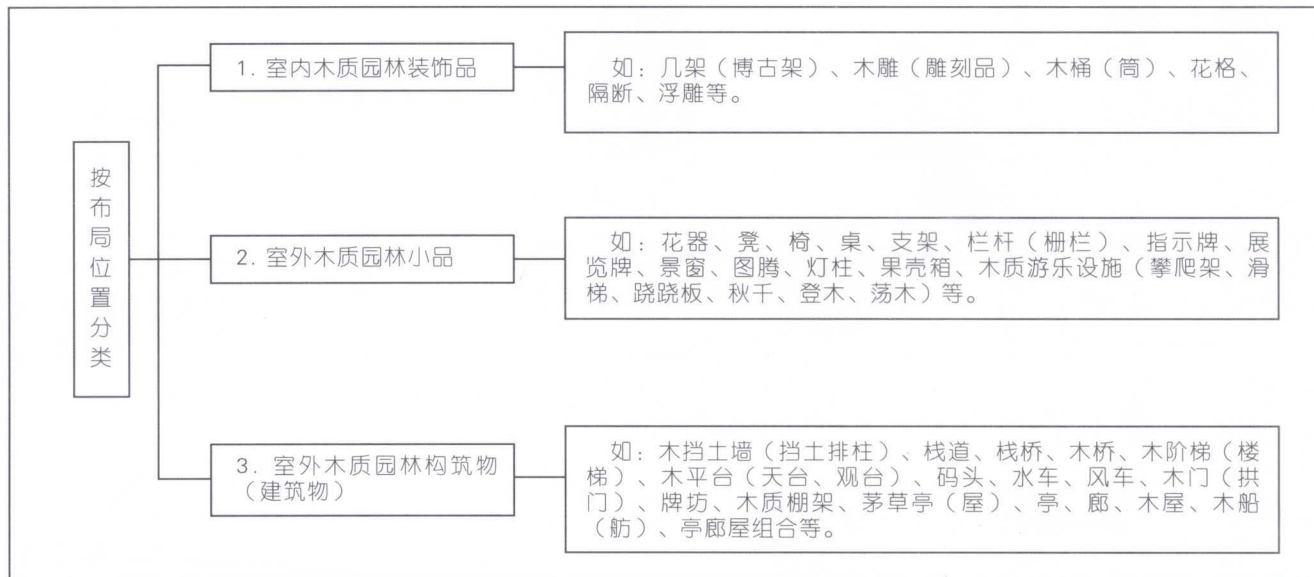 按布局位置分类
1. 室内木质园林装饰品
如：几架（博古架）、木雕（雕刻品）、木桶（筒）、花格、
隔断、浮雕等。
2. 室外木质园林小品
如：花器、凳、椅、桌、支架、栏杆（栅栏）、指示牌、展
览牌、景窗、图腾、灯柱、果壳箱、木质游乐设施（攀爬架、滑
梯、跷跷板、秋千、登木、荡木）等。
3. 室外木质园林构筑物
（建筑物）
如：木挡土墙（挡土排柱）、栈道、栈桥、木桥、木阶梯（楼
梯）、木平台（天台、观台）、码头、水车、风车、木门（拱
门）、牌坊、木质棚架、茅草亭（屋）、亭、廊、木屋、木船
（舫）、亭廊屋组合等。